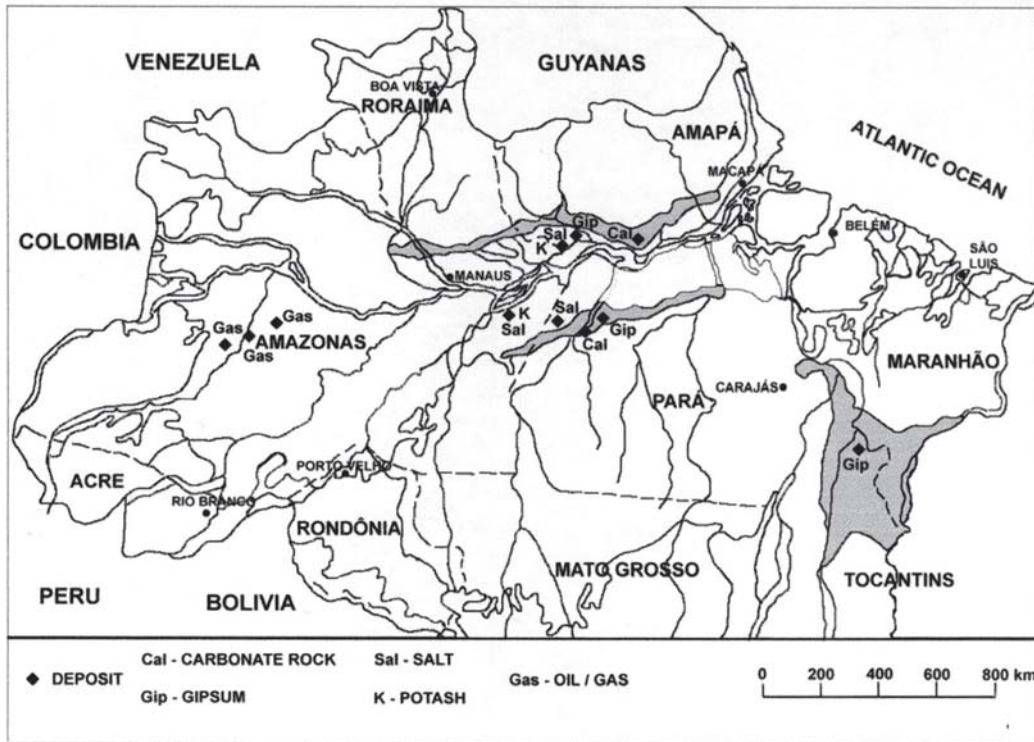 VENEZUELA
GUYANAS
BOA VISTA
RORAIMA
AMAPÁ
ATLANTIC OCEAN
MACAPÁ
COLOMBIA
Gip
Sal
Cal
K
BELÉM
SÃO
LUIS
MANAUS
Gas
Gas
AMAZONAS
Gas
K
Sal
Sal
Gip
Cal
MARANHÃO
CARAJÁS
PARÁ
Gip
ACRE
PORTO VELHO
RIO BRANCO
RONDÔNIA
MATO GROSSO
TOCANTINS
PERU
BOLIVIA
DEPOSIT
Cal - CARBONATE ROCK
Sal - SALT
Gip - GIPSUM
K - POTASH
Gas - OIL / GAS
0 200 400 600 800 km